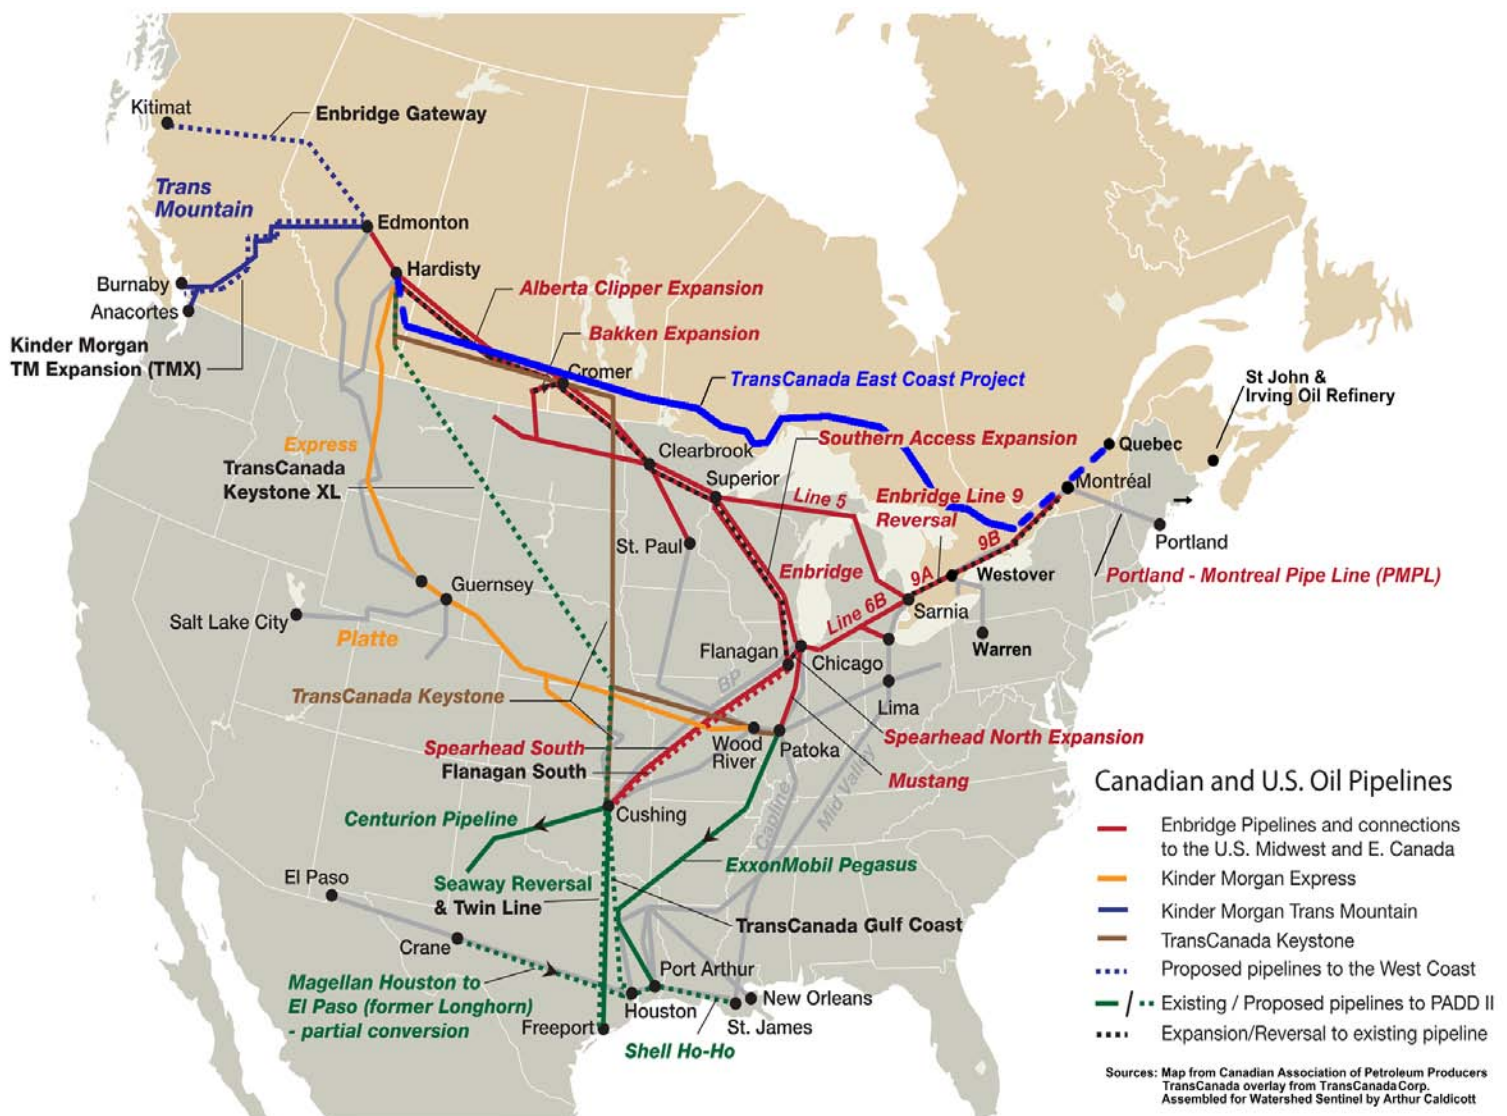 Kitimat
Enbridge Gateway
Trans
Mountain
Edmonton
Hardisty
Burnaby
Anacortes
Alberta Clipper Expansion
Bakken Expansion
Kinder Morgan
TM Expansion (TMX)
Cromer
TransCanada East Coast Project
St John &
Irving Oil Refinery
Express
TransCanada
Keystone XL
Clearbrook
Southern Access Expansion
Quebec
Superior
Line 5
Enbridge Line 9
Reversal
Montréal
St. Paul
9B
Portland
Enbridge
9A
Westover
Portland - Montreal Pipe Line (PMPL)
Guernsey
Salt Lake City
Platte
Line 6B
Sarnia
Flanagan
Chicago
Warren
BP
TransCanada Keystone
Lima
Spearhead South
Flanagan South
Wood
River
Patoka
Spearhead North Expansion
Mustang
Centurion Pipeline
Cushing
Capline
Mid Valley
ExxonMobil Pegasus
El Paso
Seaway Reversal
& Twin Line
TransCanada Gulf Coast
Crane
Magellan Houston to
El Paso (former Longhorn)
- partial conversion
Port Arthur
Houston
New Orleans
St. James
Freeport
Shell Ho-Ho
Canadian and U.S. Oil Pipelines
Enbridge Pipelines and connections
to the U.S. Midwest and E. Canada
Kinder Morgan Express
Kinder Morgan Trans Mountain
TransCanada Keystone
Proposed pipelines to the West Coast
/ Existing / Proposed pipelines to PADD II
Expansion/Reversal to existing pipeline
Sources: Map from Canadian Association of Petroleum Producers
TransCanada overlay from TransCanada Corp.
Assembled for Watershed Sentinel by Arthur Caldicott